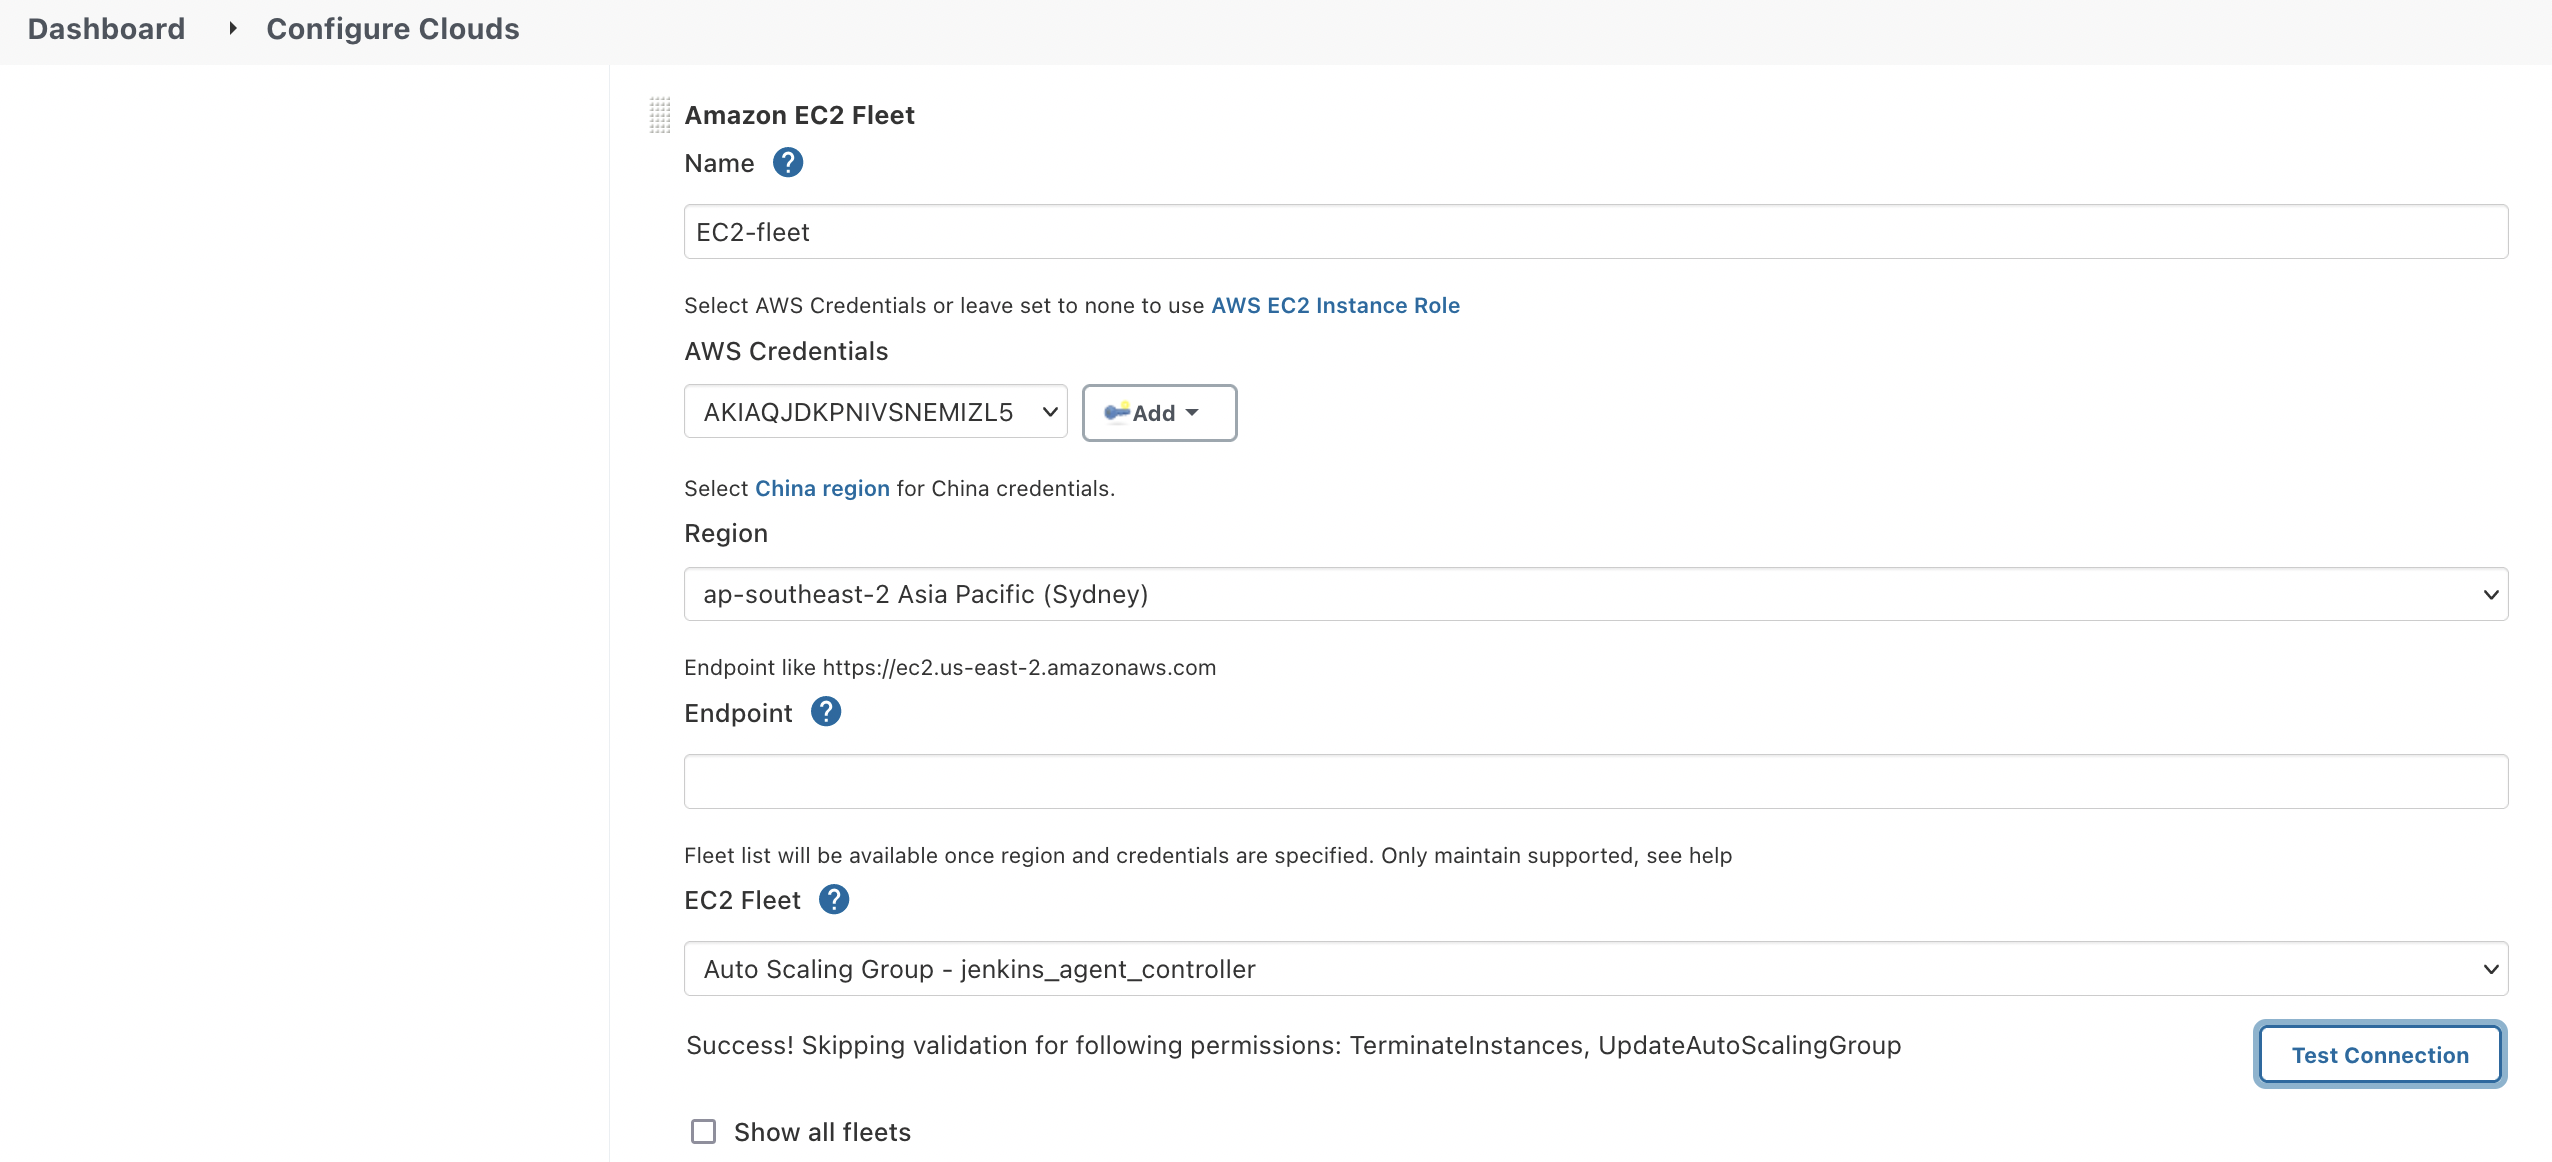 Dashboard Configure Clouds
Amazon EC2 Fleet
Name ?
EC2-fleet
Select AWS Credentials or leave set to none to use AWS EC2 Instance Role
AWS Credentials
AKIAQJDKPNIVSNEMIZL5 Add
Select China region for China credentials.
Region
ap-southeast-2 Asia Pacific (Sydney)
Endpoint like https://ec2.us-east-2.amazonaws.com
Endpoint ?
Fleet list will be available once region and credentials are specified. Only maintain supported, see help
EC2 Fleet ?
Auto Scaling Group - jenkins_agent_controller
Success! Skipping validation for following permissions: TerminateInstances, UpdateAutoScalingGroup
Test Connection
Show all fleets